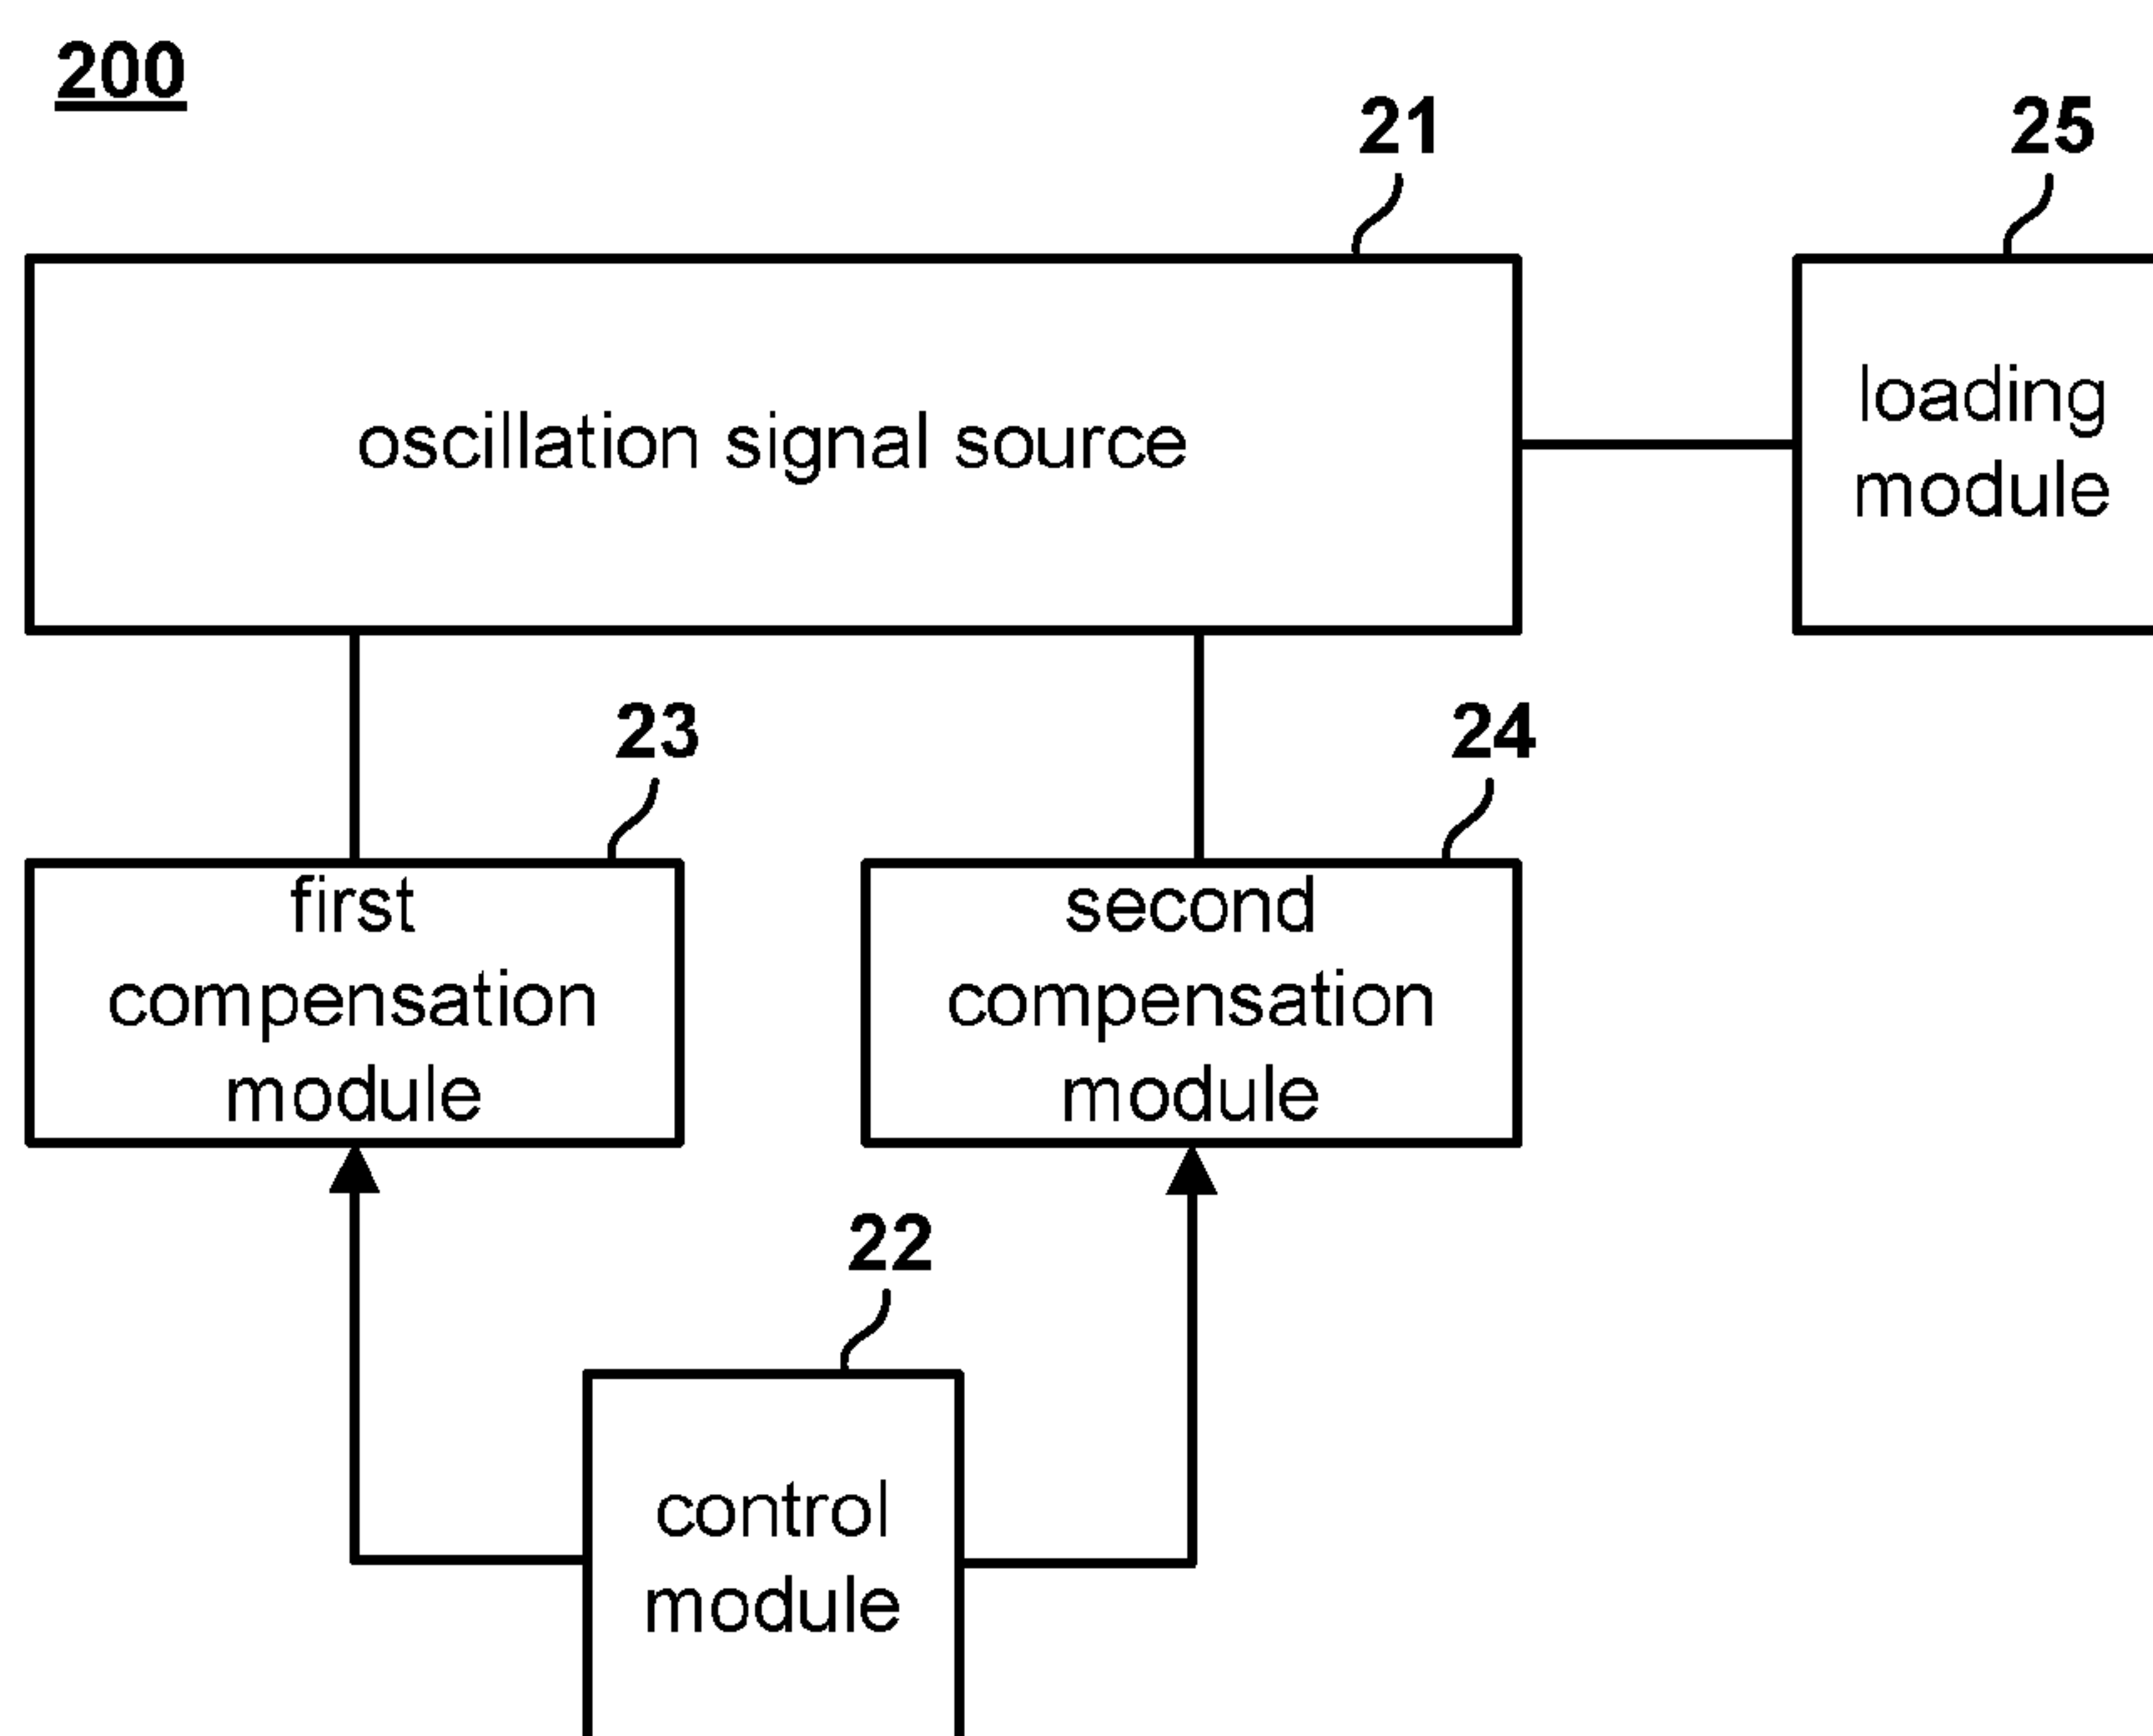 200
21
25
oscillation signal source
loading
module
23
24
first
compensation
module
second
compensation
module
22
control
module